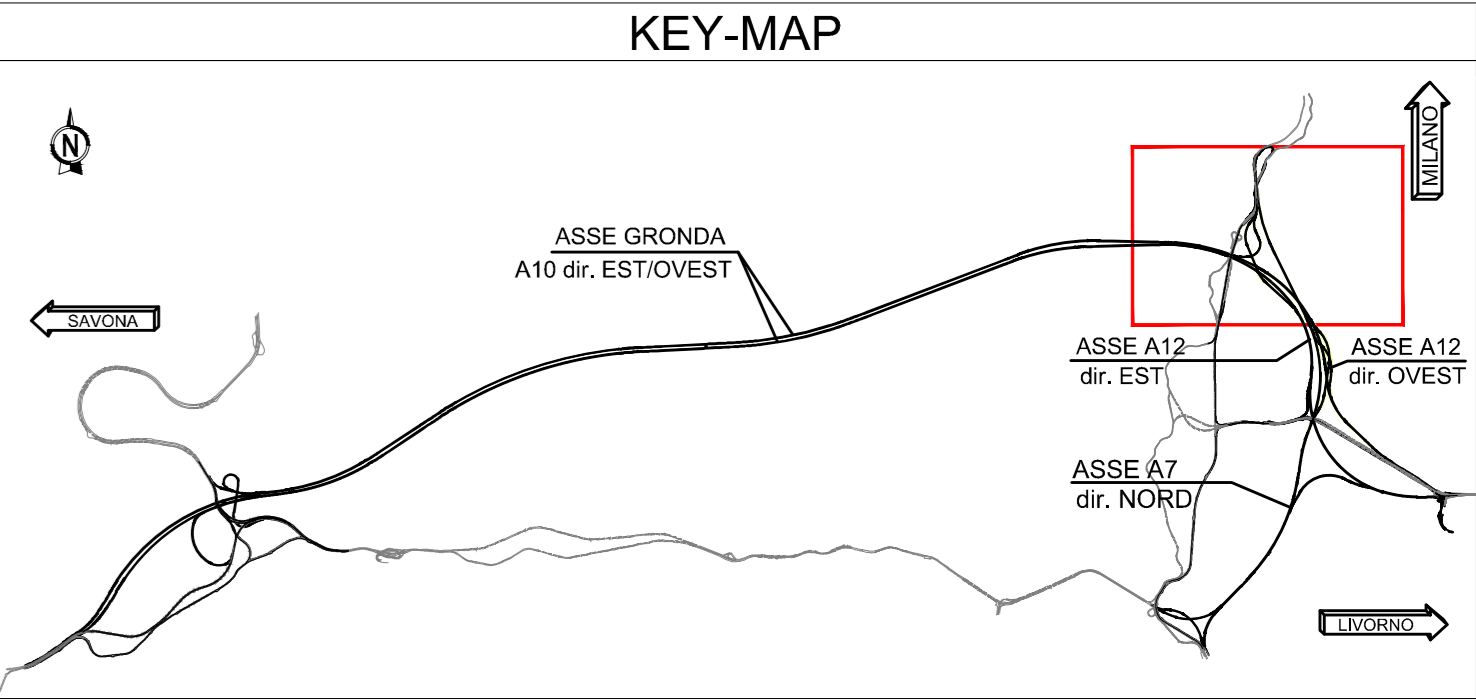 KEY-MAP
N
MILANO
ASSE GRONDA
A10 dir. EST/OVEST
SAVONA
ASSE A12
dir. EST
ASSE A12
dir. OVEST
ASSE A7
dir. NORD
LIVORNO